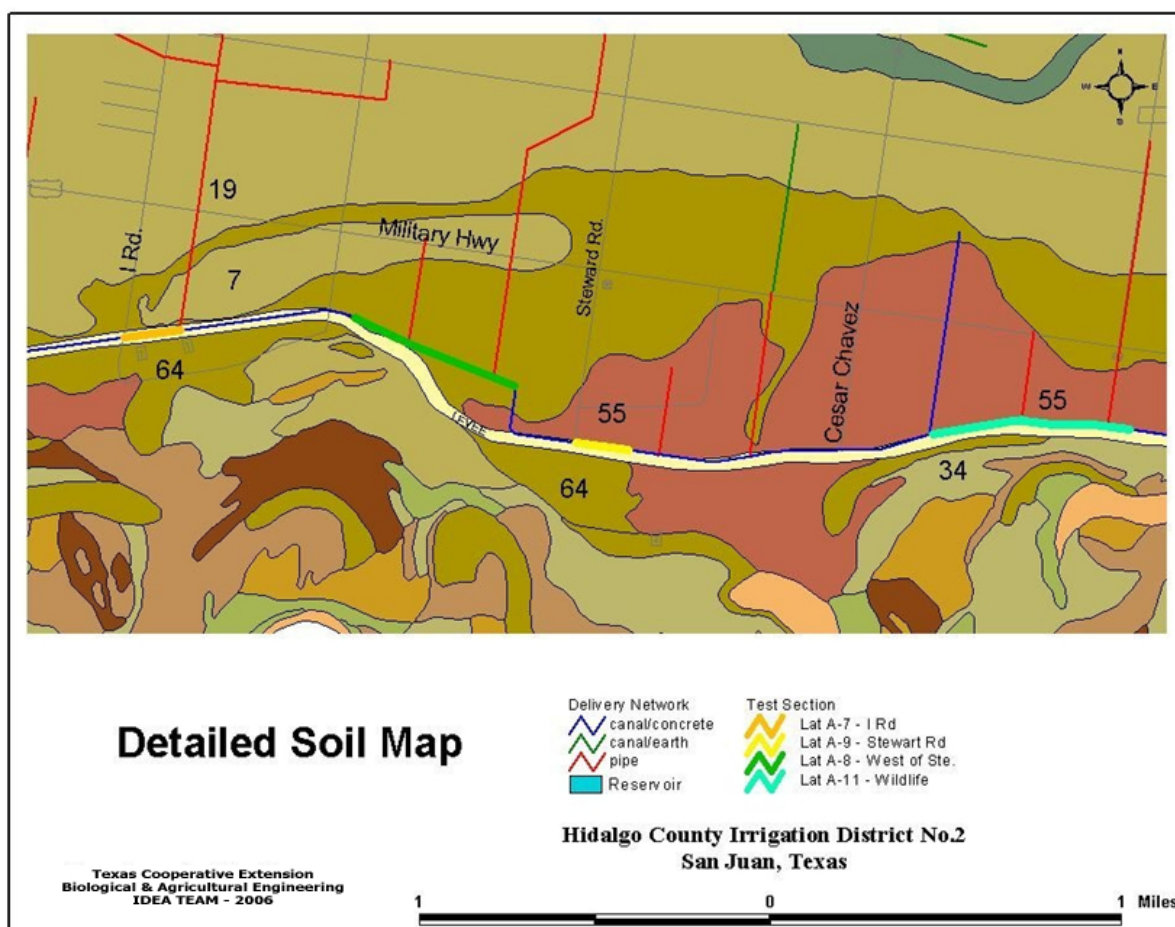 N
W E
S
19
Military Hwy
I Rd.
7
Steward Rd.
64
Cesar Chavez
LEVEE
55
55
34
64
Detailed Soil Map
Delivery Network
canal/concrete
canal/earth
pipe
Reservoir
Test Section
Lat A-7 - I Rd
Lat A-9 - Stewart Rd
Lat A-8 - West of Ste.
Lat A-11 - Wildlife
Hidalgo County Irrigation District No.2
San Juan, Texas
Texas Cooperative Extension
Biological & Agricultural Engineering
IDEA TEAM - 2006
1 0 1 Miles